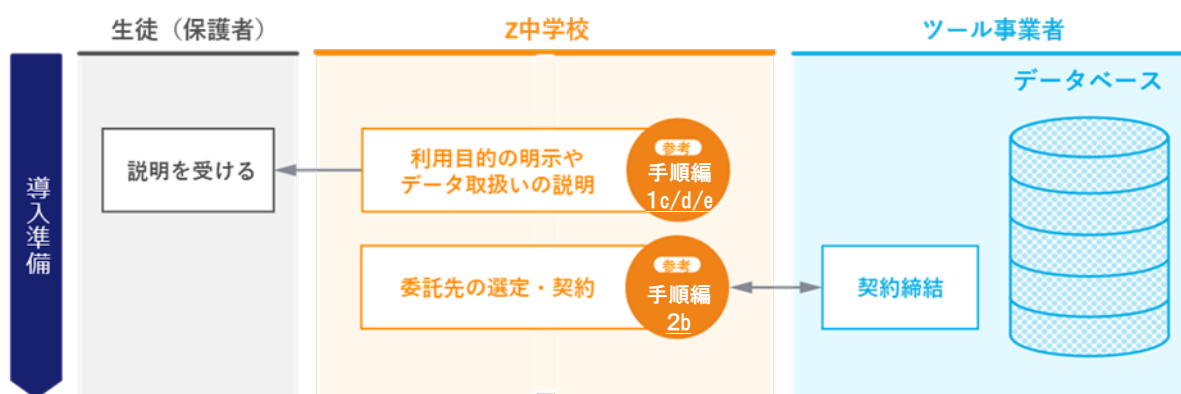 生徒（保護者）
Z中学校
ツール事業者
導入準備
データベース
説明を受ける
利用目的の明示や
データ取扱いの説明
参考
手順編
1c/d/e
委託先の選定・契約
参考
手順編
2b
契約締結